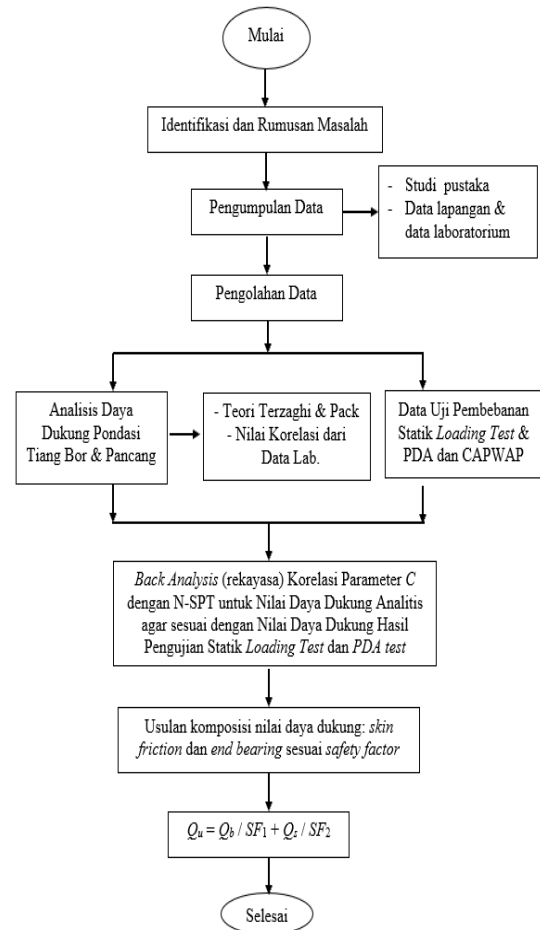 Mulai
Identifikasi dan Rumusan Masalah
Pengumpulan Data
- Studi pustaka
- Data lapangan &
data laboratorium
Pengolahan Data
Analisis Daya
Dukung Pondasi
Tiang Bor & Pancang
- Teori Terzaghi & Pack
- Nilai Korelasi dari
Data Lab.
Data Uji Pembebanan
Statik Loading Test &
PDA dan CAPWAP
Back Analysis (rekayasa) Korelasi Parameter C
dengan N-SPT untuk Nilai Daya Dukung Analitis
agar sesuai dengan Nilai Daya Dukung Hasil
Pengujian Statik Loading Test dan PDA test
Usulan komposisi nilai daya dukung: skin
friction dan end bearing sesuai safety factor
Qu = Qb / SF1 + Qs / SF2
Selesai